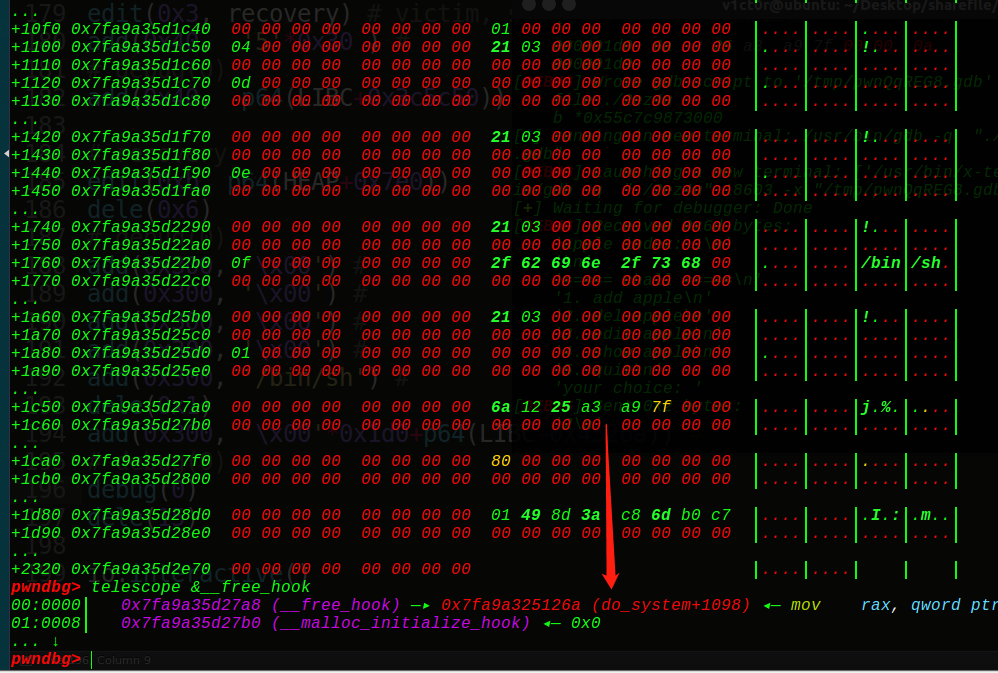 ...
+10f0 0x7fa9a35d1c40 00 00 00 00 00 00 00 00 01 00 00 00 00 00 00 00 |....|....|....|....|
+1100 0x7fa9a35d1c50 04 00 00 00 00 00 00 00 21 03 00 00 00 00 00 00 |....|....|!...|....|
+1110 0x7fa9a35d1c60 00 00 00 00 00 00 00 00 00 00 00 00 00 00 00 00 |....|....|....|....|
+1120 0x7fa9a35d1c70 0d 00 00 00 00 00 00 00 00 00 00 00 00 00 00 00 |....|....|....|....|
+1130 0x7fa9a35d1c80 00 00 00 00 00 00 00 00 00 00 00 00 00 00 00 00 |....|....|....|....|
...
+1420 0x7fa9a35d1f70 00 00 00 00 00 00 00 00 21 03 00 00 00 00 00 00 |....|....|!...|....|
+1430 0x7fa9a35d1f80 00 00 00 00 00 00 00 00 00 00 00 00 00 00 00 00 |....|....|....|....|
+1440 0x7fa9a35d1f90 0e 00 00 00 00 00 00 00 00 00 00 00 00 00 00 00 |....|....|....|....|
+1450 0x7fa9a35d1fa0 00 00 00 00 00 00 00 00 00 00 00 00 00 00 00 00 |....|....|....|....|
...
+1740 0x7fa9a35d2290 00 00 00 00 00 00 00 00 21 03 00 00 00 00 00 00 |....|....|!...|....|
+1750 0x7fa9a35d22a0 00 00 00 00 00 00 00 00 00 00 00 00 00 00 00 00 |....|....|....|....|
+1760 0x7fa9a35d22b0 0f 00 00 00 00 00 00 00 2f 62 69 6e 2f 73 68 00 |....|....|/bin|/sh.|
+1770 0x7fa9a35d22c0 00 00 00 00 00 00 00 00 00 00 00 00 00 00 00 00 |....|....|....|....|
...
+1a60 0x7fa9a35d25b0 00 00 00 00 00 00 00 00 21 03 00 00 00 00 00 00 |....|....|!...|....|
+1a70 0x7fa9a35d25c0 00 00 00 00 00 00 00 00 00 00 00 00 00 00 00 00 |....|....|....|....|
+1a80 0x7fa9a35d25d0 01 00 00 00 00 00 00 00 00 00 00 00 00 00 00 00 |....|....|....|....|
+1a90 0x7fa9a35d25e0 00 00 00 00 00 00 00 00 00 00 00 00 00 00 00 00 |....|....|....|....|
...
+1c50 0x7fa9a35d27a0 00 00 00 00 00 00 00 00 6a 12 25 a3 a9 7f 00 00 |....|....|j.%.|....|
+1c60 0x7fa9a35d27b0 00 00 00 00 00 00 00 00 00 00 00 00 00 00 00 00 |....|....|....|....|
...
+1ca0 0x7fa9a35d27f0 00 00 00 00 00 00 00 00 80 00 00 00 00 00 00 00 |....|....|....|....|
+1cb0 0x7fa9a35d2800 00 00 00 00 00 00 00 00 00 00 00 00 00 00 00 00 |....|....|....|....|
...
+1d80 0x7fa9a35d28d0 00 00 00 00 00 00 00 00 01 49 8d 3a c8 6d b0 c7 |....|....|.I.:|.m..|
+1d90 0x7fa9a35d28e0 00 00 00 00 00 00 00 00 00 00 00 00 00 00 00 00 |....|....|....|....|
...
+2320 0x7fa9a35d2e70 00 00 00 00 00 00 00 00 |....|....| | |
pwndbg> telescope &__free_hook
00:0000│ 0x7fa9a35d27a8 (__free_hook) —▸ 0x7fa9a325126a (do_system+1098) ◂— mov rax, qword ptr
01:0008│ 0x7fa9a35d27b0 (__malloc_initialize_hook) ◂— 0x0
... ↓
pwndbg>